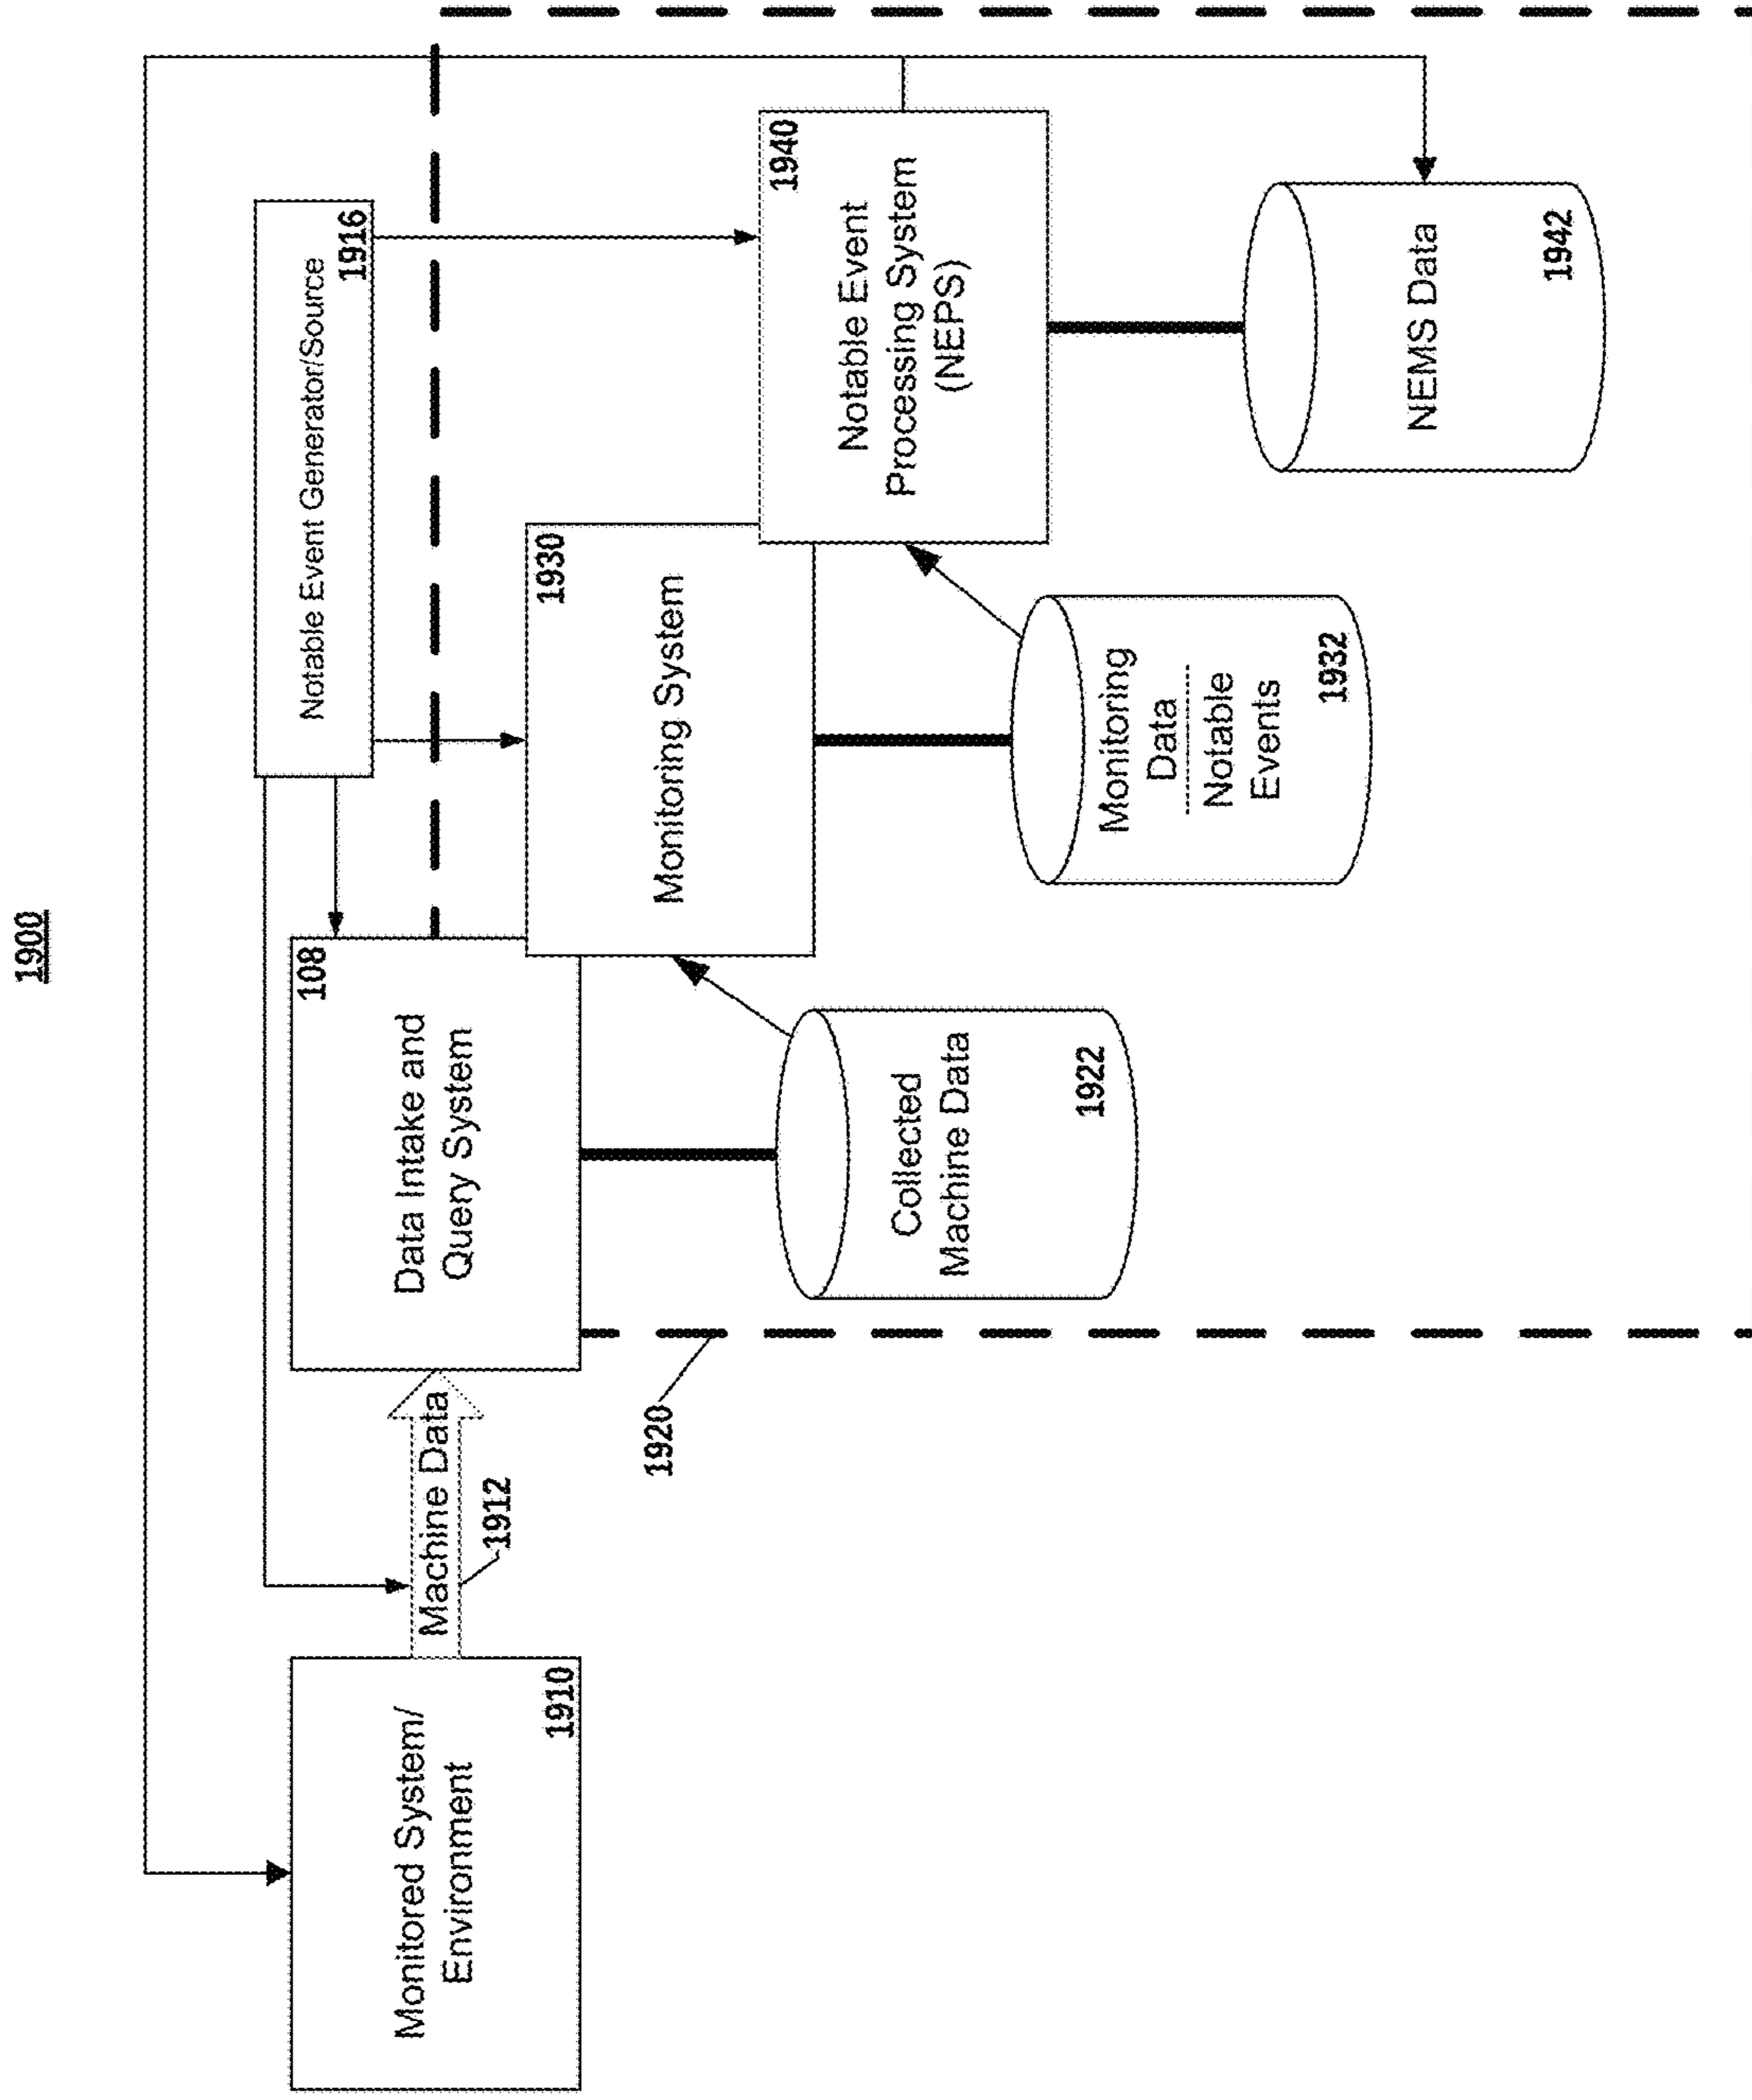 1900
Notable Event Generator/Source
1916
Monitored System/
Environment
1910
Machine Data
1912
Data Intake and
Query System
108
Monitoring System
1930
Notable Event
Processing System
(NEPS)
1940
1920
Collected
Machine Data
1922
Monitoring
Data
Notable
Events
1932
NEMS Data
1942